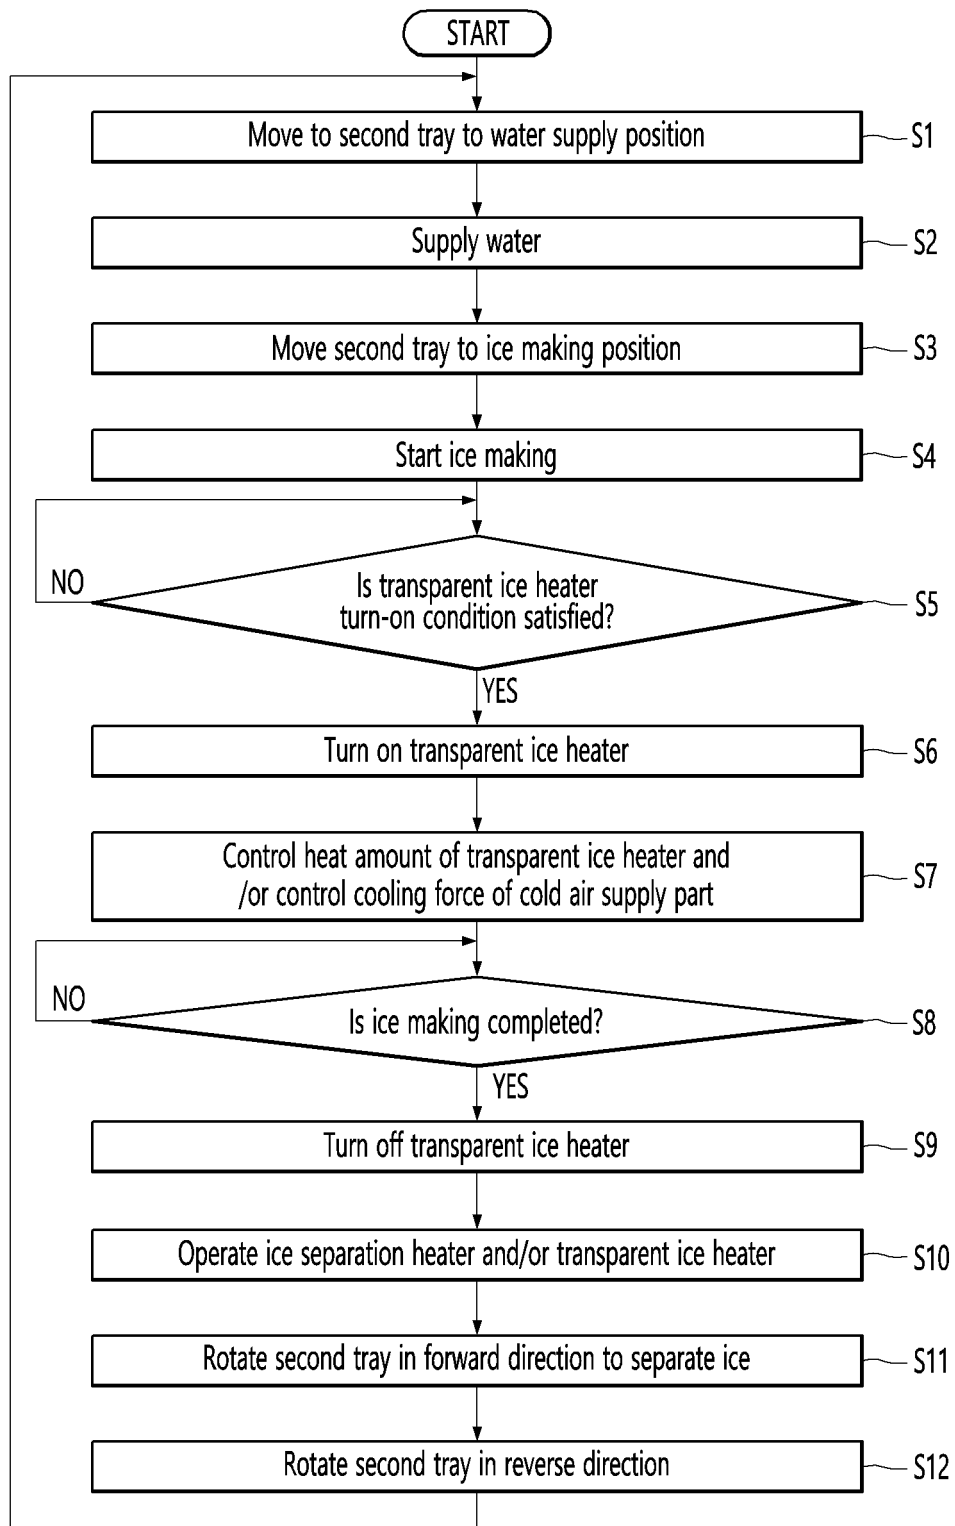 START
Move to second tray to water supply position
S1
Supply water
S2
Move second tray to ice making position
S3
Start ice making
S4
NO
Is transparent ice heater
turn-on condition satisfied?
S5
YES
Turn on transparent ice heater
S6
Control heat amount of transparent ice heater and
/or control cooling force of cold air supply part
S7
NO
Is ice making completed?
S8
YES
Turn off transparent ice heater
S9
Operate ice separation heater and/or transparent ice heater
S10
Rotate second tray in forward direction to separate ice
S11
Rotate second tray in reverse direction
S12